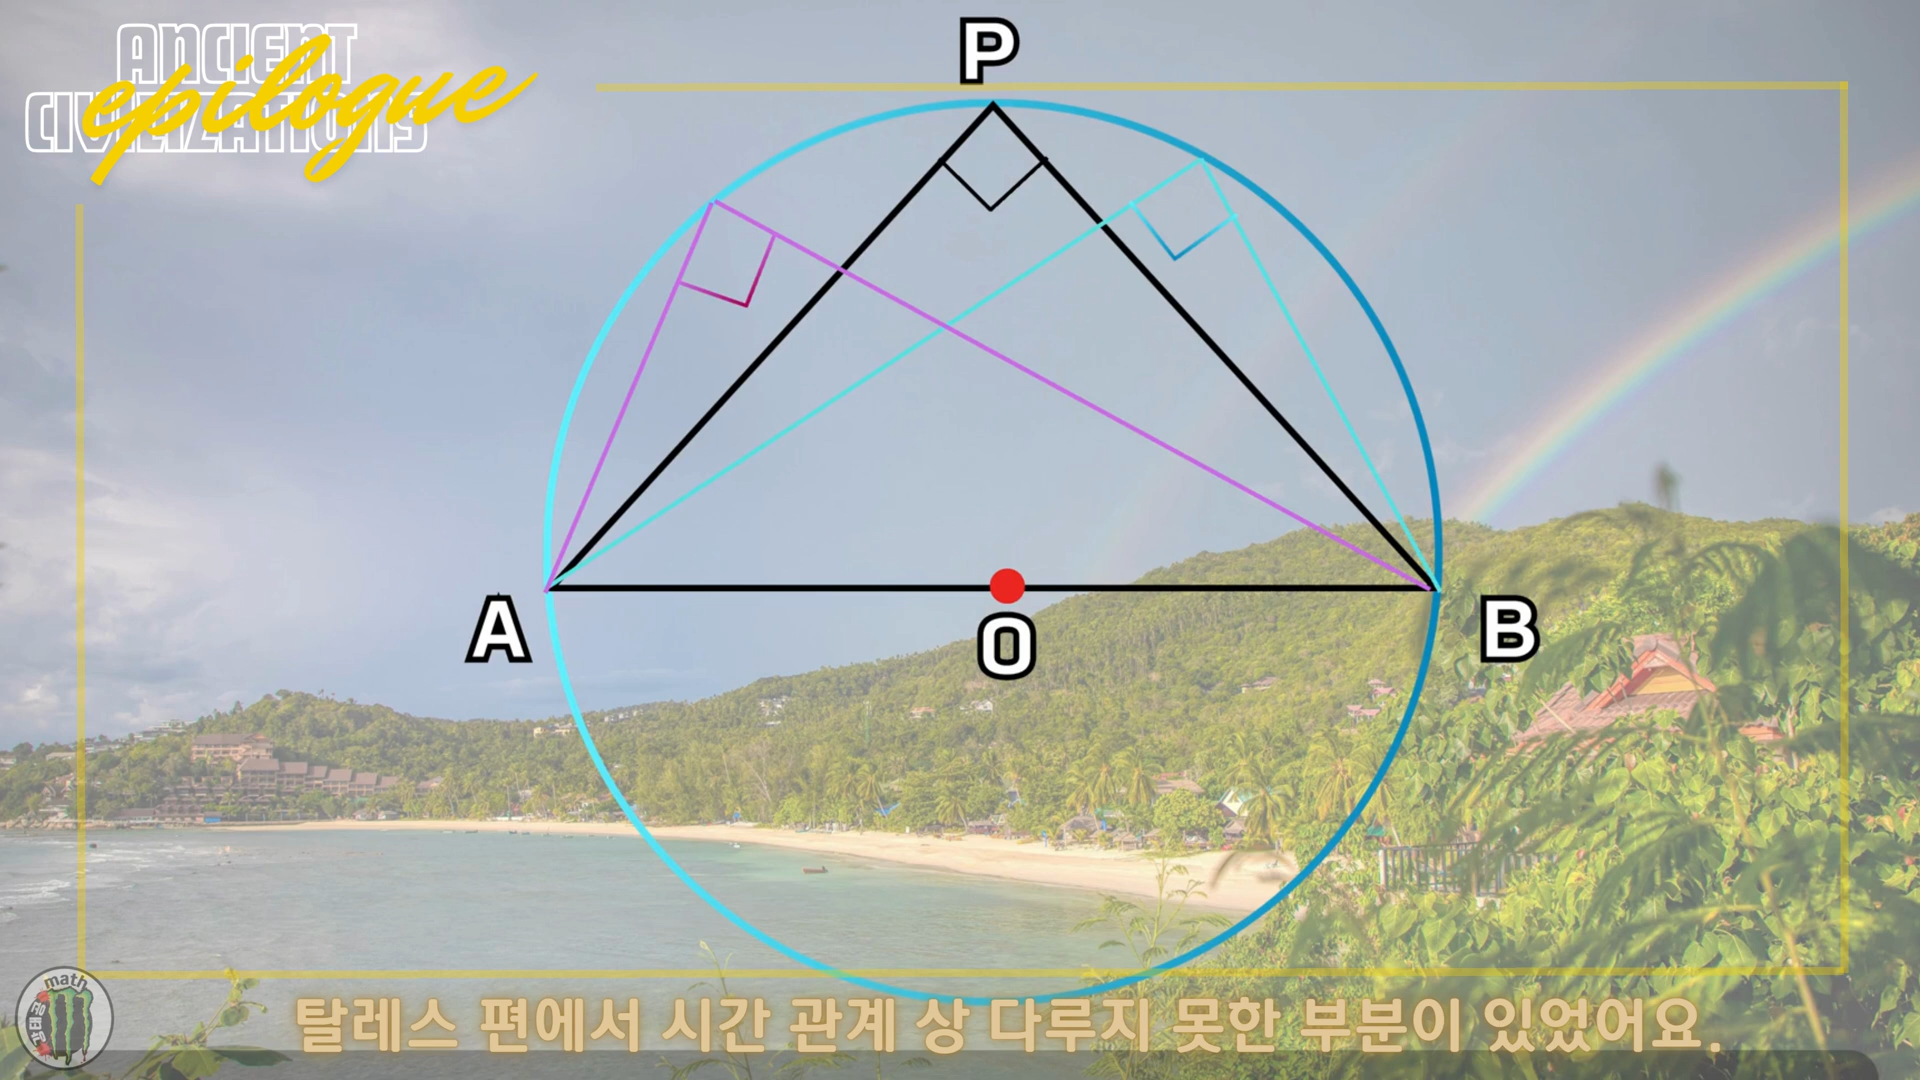 ANCIENT
CIVILIZATIONS
epilogue
P
A
O
B
math
탈레스 편에서 시간 관계 상 다루지 못한 부분이 있었어요.